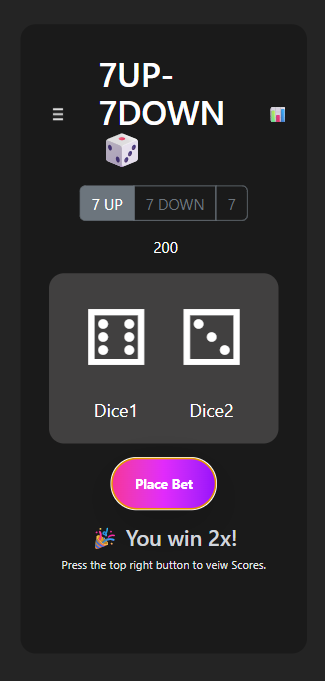 7UP-
7DOWN
7 UP 7 DOWN 7
200
Dice1 Dice2
Place Bet
You win 2x!
Press the top right button to veiw Scores.